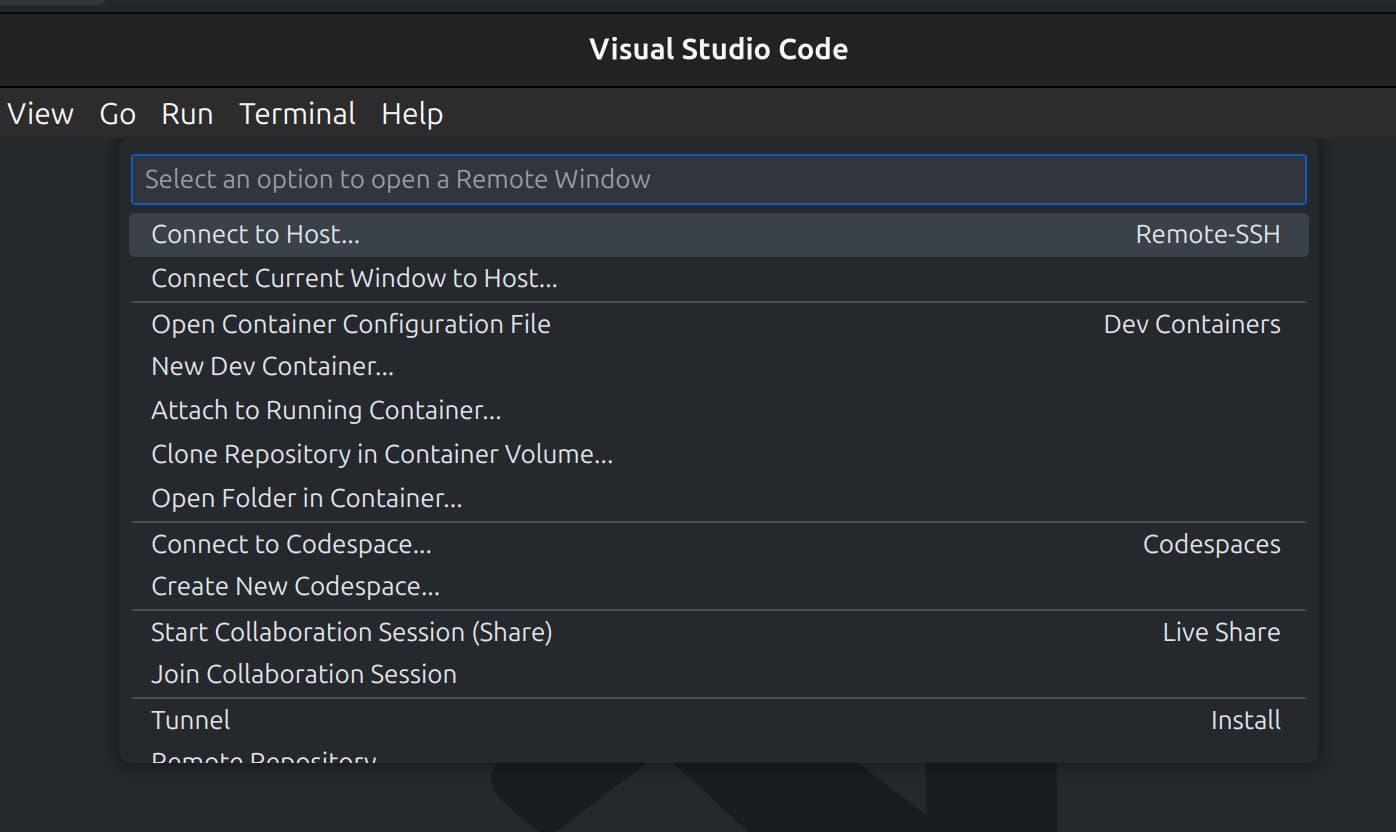 Visual Studio Code
View Go Run Terminal Help
Select an option to open a Remote Window
Connect to Host... Remote-SSH
Connect Current Window to Host...
Open Container Configuration File Dev Containers
New Dev Container...
Attach to Running Container...
Clone Repository in Container Volume...
Open Folder in Container...
Connect to Codespace... Codespaces
Create New Codespace...
Start Collaboration Session (Share) Live Share
Join Collaboration Session
Tunnel Install
Remote Repository